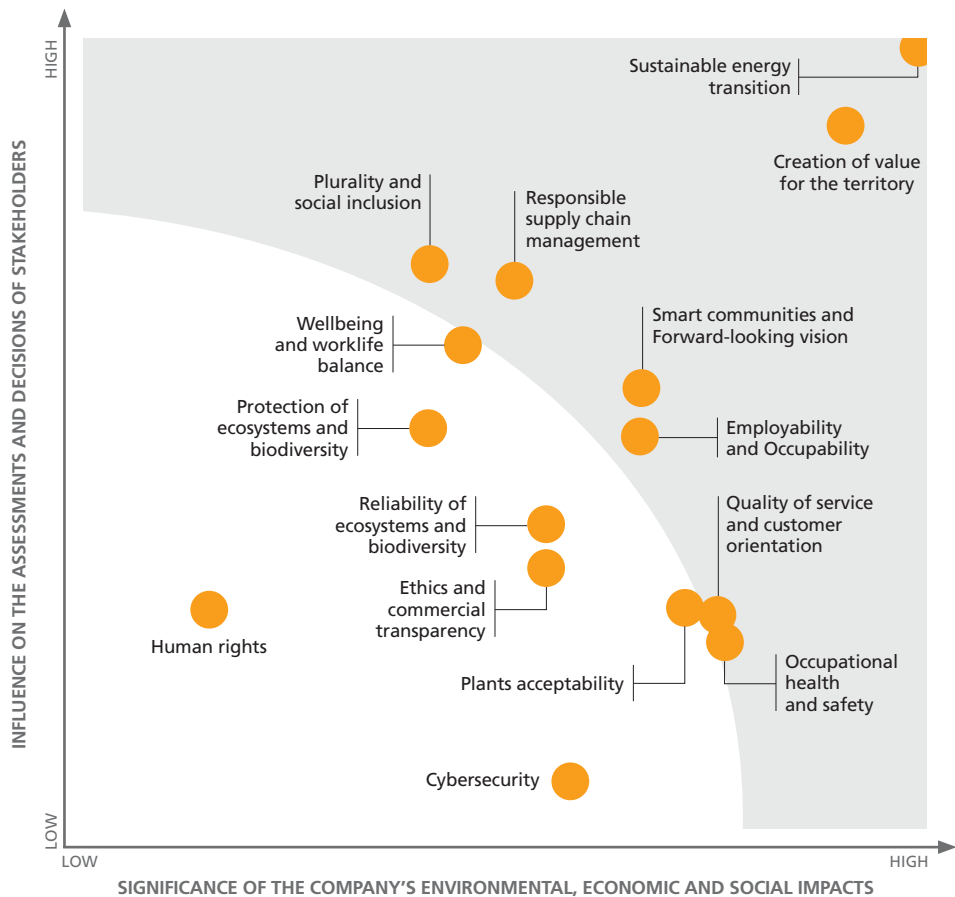 HIGH
Sustainable energy
transition
Creation of value
for the territory
Plurality and
social inclusion
Responsible
supply chain
management
Smart communities and
Forward-looking vision
Wellbeing
and worklife
balance
Protection of
ecosystems and
biodiversity
Employability
and Occupability
Reliability of
ecosystems and
biodiversity
Quality of service
and customer
orientation
Ethics and
commercial
transparency
Human rights
Plants acceptability
Occupational
health
and safety
Cybersecurity
INFLUENCE ON THE ASSESSMENTS AND DECISIONS OF STAKEHOLDERS
LOW
LOW
HIGH
SIGNIFICANCE OF THE COMPANY’S ENVIRONMENTAL, ECONOMIC AND SOCIAL IMPACTS